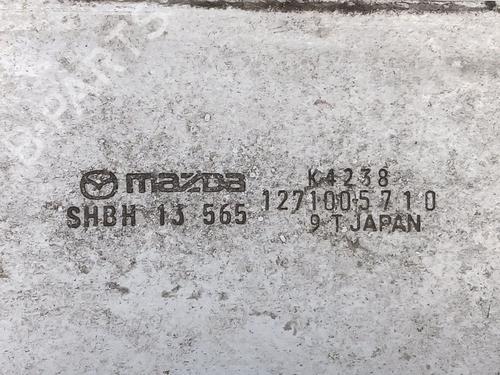 B-PARTS
mazda K4238
SHBH 13 565 127100-5710
9 T JAPAN